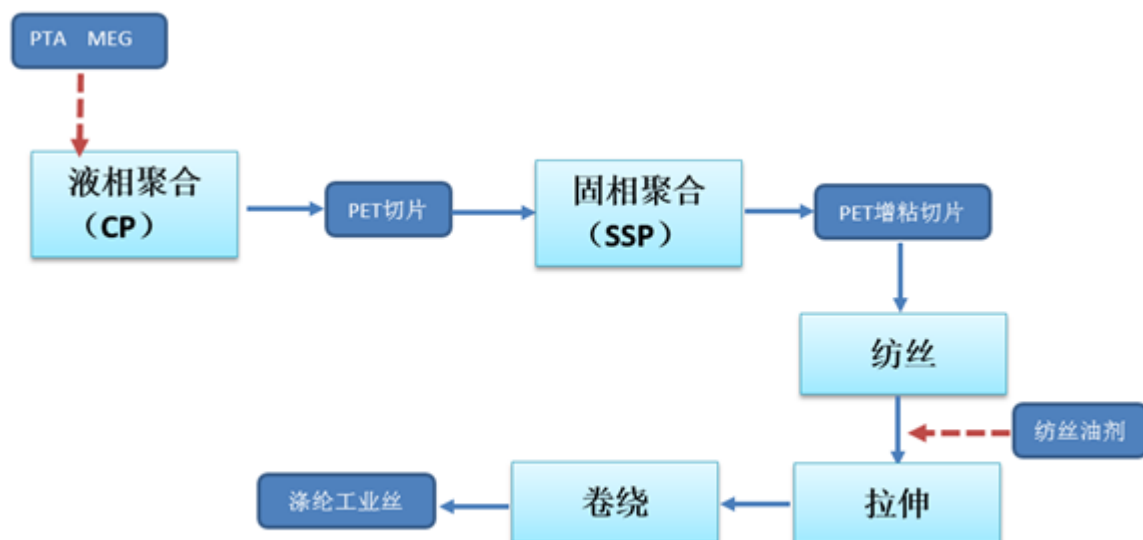 PTA MEG
液相聚合
（CP）
PET切片
固相聚合
（SSP）
PET增粘切片
纺丝
纺丝油剂
拉伸
卷绕
涤纶工业丝